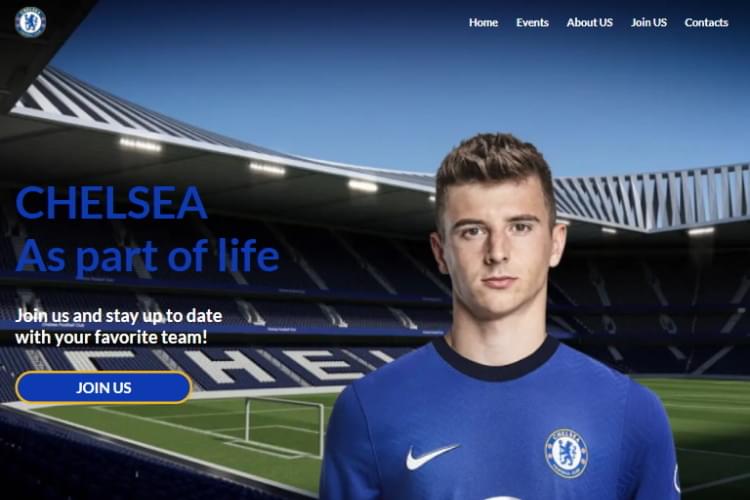 Home Events About US Join US Contacts
CHELSEA
As part of life
Join us and stay up to date
with your favorite team!
CHE
JOIN US
CHELSEA